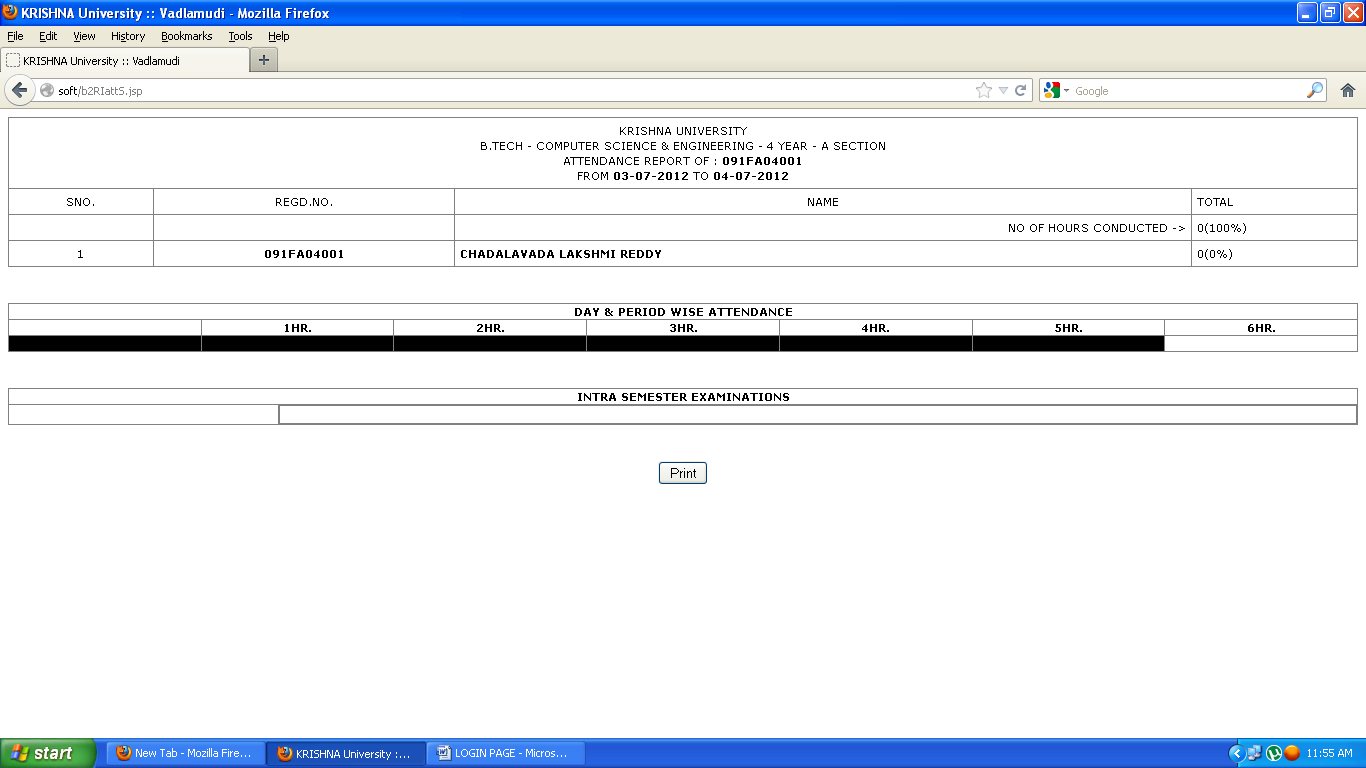 KRISHNA University :: Vadlamudi - Mozilla Firefox
File Edit View History Bookmarks Tools Help
KRISHNA University :: Vadlamudi
soft/b2RIatt5.jsp Google
KRISHNA UNIVERSITY
B.TECH - COMPUTER SCIENCE & ENGINEERING - 4 YEAR - A SECTION
ATTENDANCE REPORT OF : 091FA04001
FROM 03-07-2012 TO 04-07-2012
SNO. REGD.NO. NAME TOTAL
NO OF HOURS CONDUCTED -> 0(100%)
1 091FA04001 CHADALAVADA LAKSHMI REDDY 0(0%)
DAY & PERIOD WISE ATTENDANCE
1HR. 2HR. 3HR. 4HR. 5HR. 6HR.
INTRA SEMESTER EXAMINATIONS
Print
start New Tab - Mozilla Fire... KRISHNA University :... LOGIN PAGE - Micros... 11:55 AM